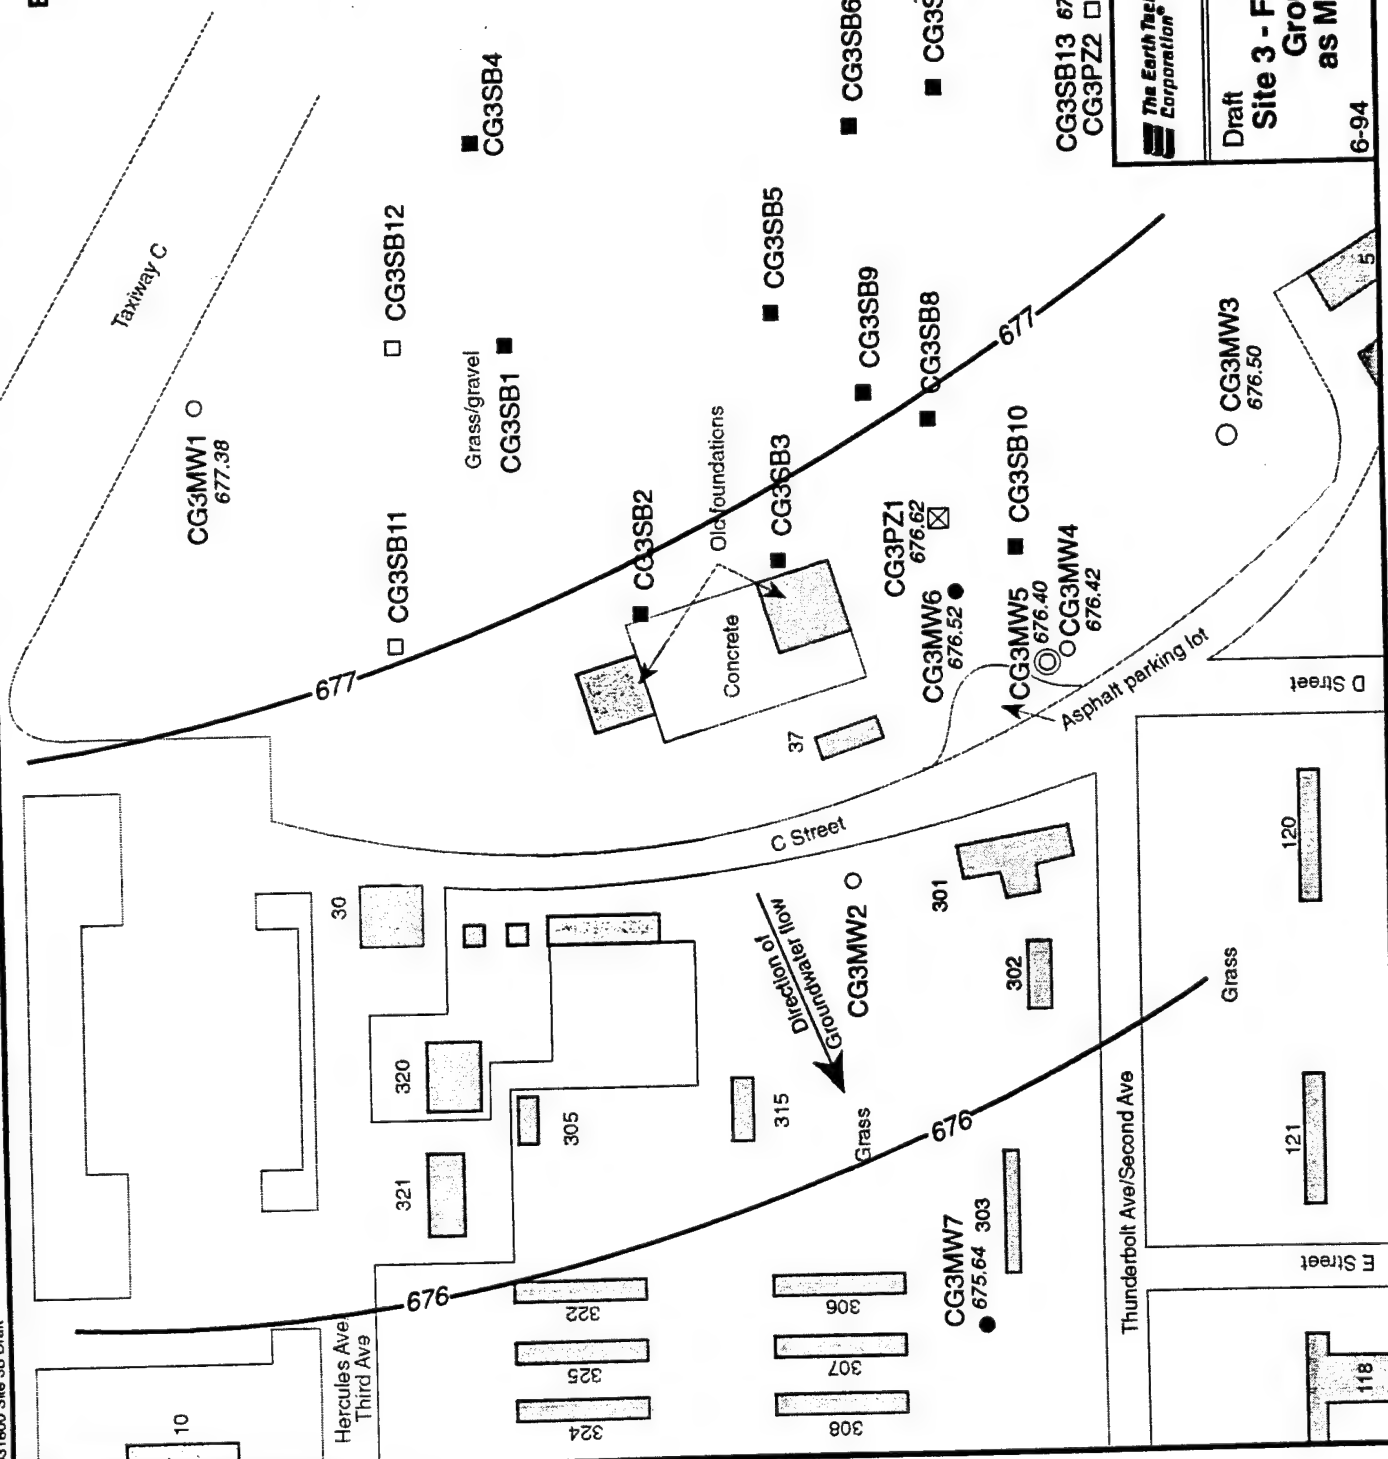 Taxiway C
CG3MW1
677.38
CG3SB12
CG3SB11
CG3SB4
Grass/gravel
CG3SB1
CG3SB2
Old foundations
CG3SB3
CG3SB5
CG3SB6
CG3SB9
CG3SB8
677
677
Concrete
37
CG3PZ1
676.62
CG3MW6
676.52
CG3SB10
CG3MW5
676.40
CG3MW4
676.42
CG3MW3
676.50
Asphalt parking lot
C Street
D Street
5
30
320
321
305
315
Direction of
Groundwater flow
CG3MW2
301
302
Grass
Grass
676
676
CG3MW7
675.64
303
Hercules Ave/
Third Ave
322
325
324
306
307
308
10
Thunderbolt Ave/Second Ave
120
121
E Street
118
CG3SB13
CG3PZ2
The Earth
Corporation
Draft
Site 3 -
as
6-94